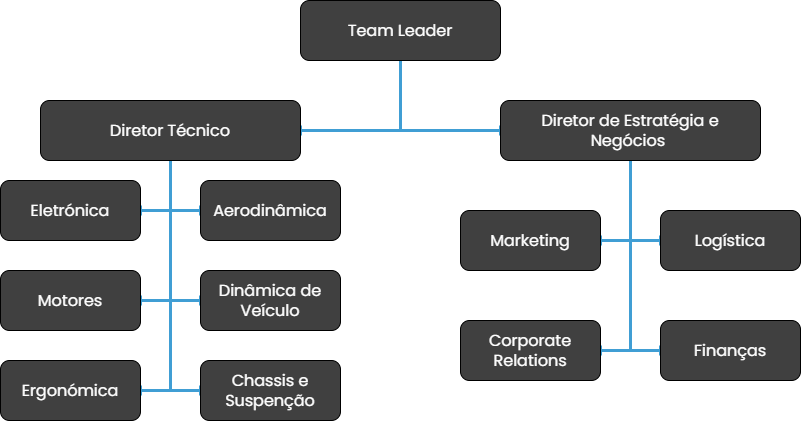 Team Leader
Diretor Técnico
Diretor de Estratégia e
Negócios
Eletrónica
Aerodinâmica
Motores
Dinâmica de
Veículo
Ergonómica
Chassis e
Suspenção
Marketing
Logística
Corporate
Relations
Finanças